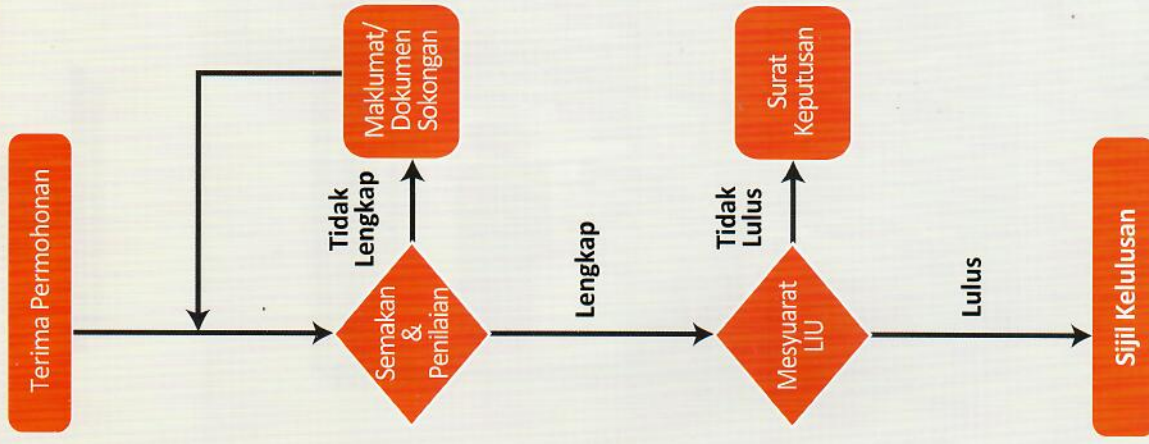 Terima Permohonan
Semakan
&
Penilaian
Tidak
Lengkap
Maklumat/
Dokumen
Sokongan
Lengkap
Mesyuarat
LIU
Tidak
Lulus
Surat
Keputusan
Lulus
Sijil Kelulusan